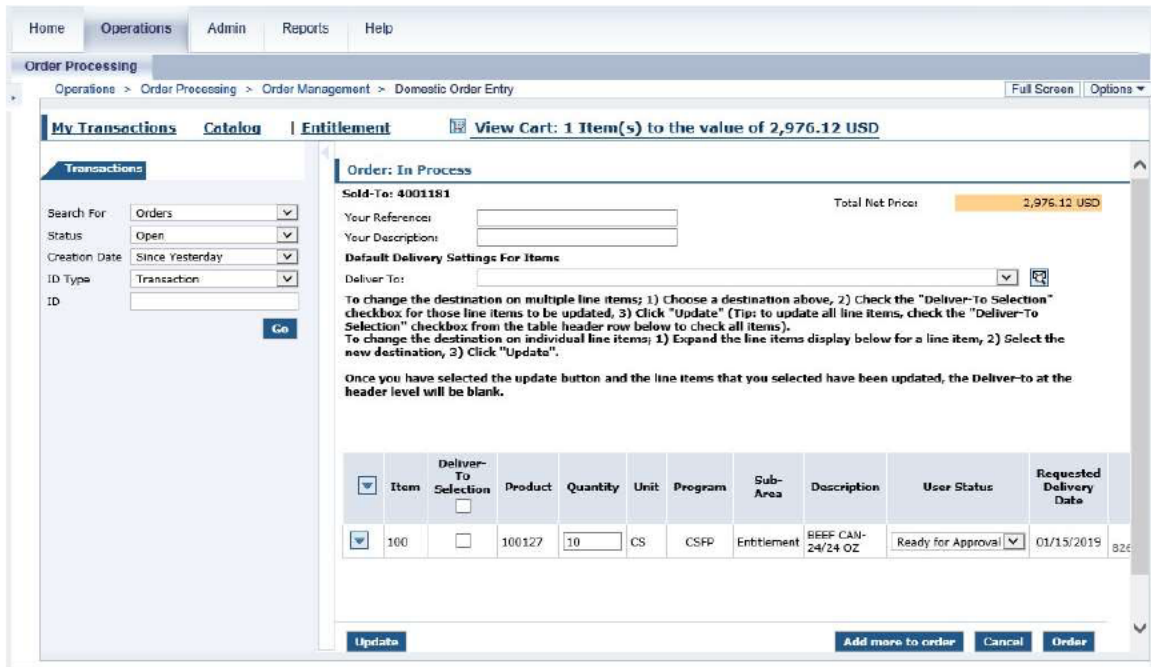 Home Operations Admin Reports Help
Order Processing
Operations > Order Processing > Order Management > Domestic Order Entry
Full Screen Options
My Transactions Catalog | Entitlement View Cart: 1 Item(s) to the value of 2,976.12 USD
Transactions
Search For Orders
Status Open
Creation Date Since Yesterday
ID Type Transaction
ID
Go
Order: In Process
Sold-To: 4001181
Total Net Price: 2,976.12 USD
Your Reference:
Your Description:
Default Delivery Settings For Items
Deliver To:
To change the destination on multiple line items; 1) Choose a destination above, 2) Check the "Deliver-To Selection"
checkbox for those line items to be updated, 3) Click "Update" (Tip: to update all line items, check the "Deliver-To
Selection" checkbox from the table header row below to check all items).
To change the destination on individual line items; 1) Expand the line items display below for a line item, 2) Select the
new destination, 3) Click "Update".
Once you have selected the update button and the line items that you selected have been updated, the Deliver-to at the
header level will be blank.
Item Deliver-To Selection Product Quantity Unit Program Sub-Area Description User Status Requested Delivery Date
100 100127 10 CS CSFP Entitlement BEEF CAN-24/24 OZ Ready for Approval 01/15/2019 826
Update Add more to order Cancel Order